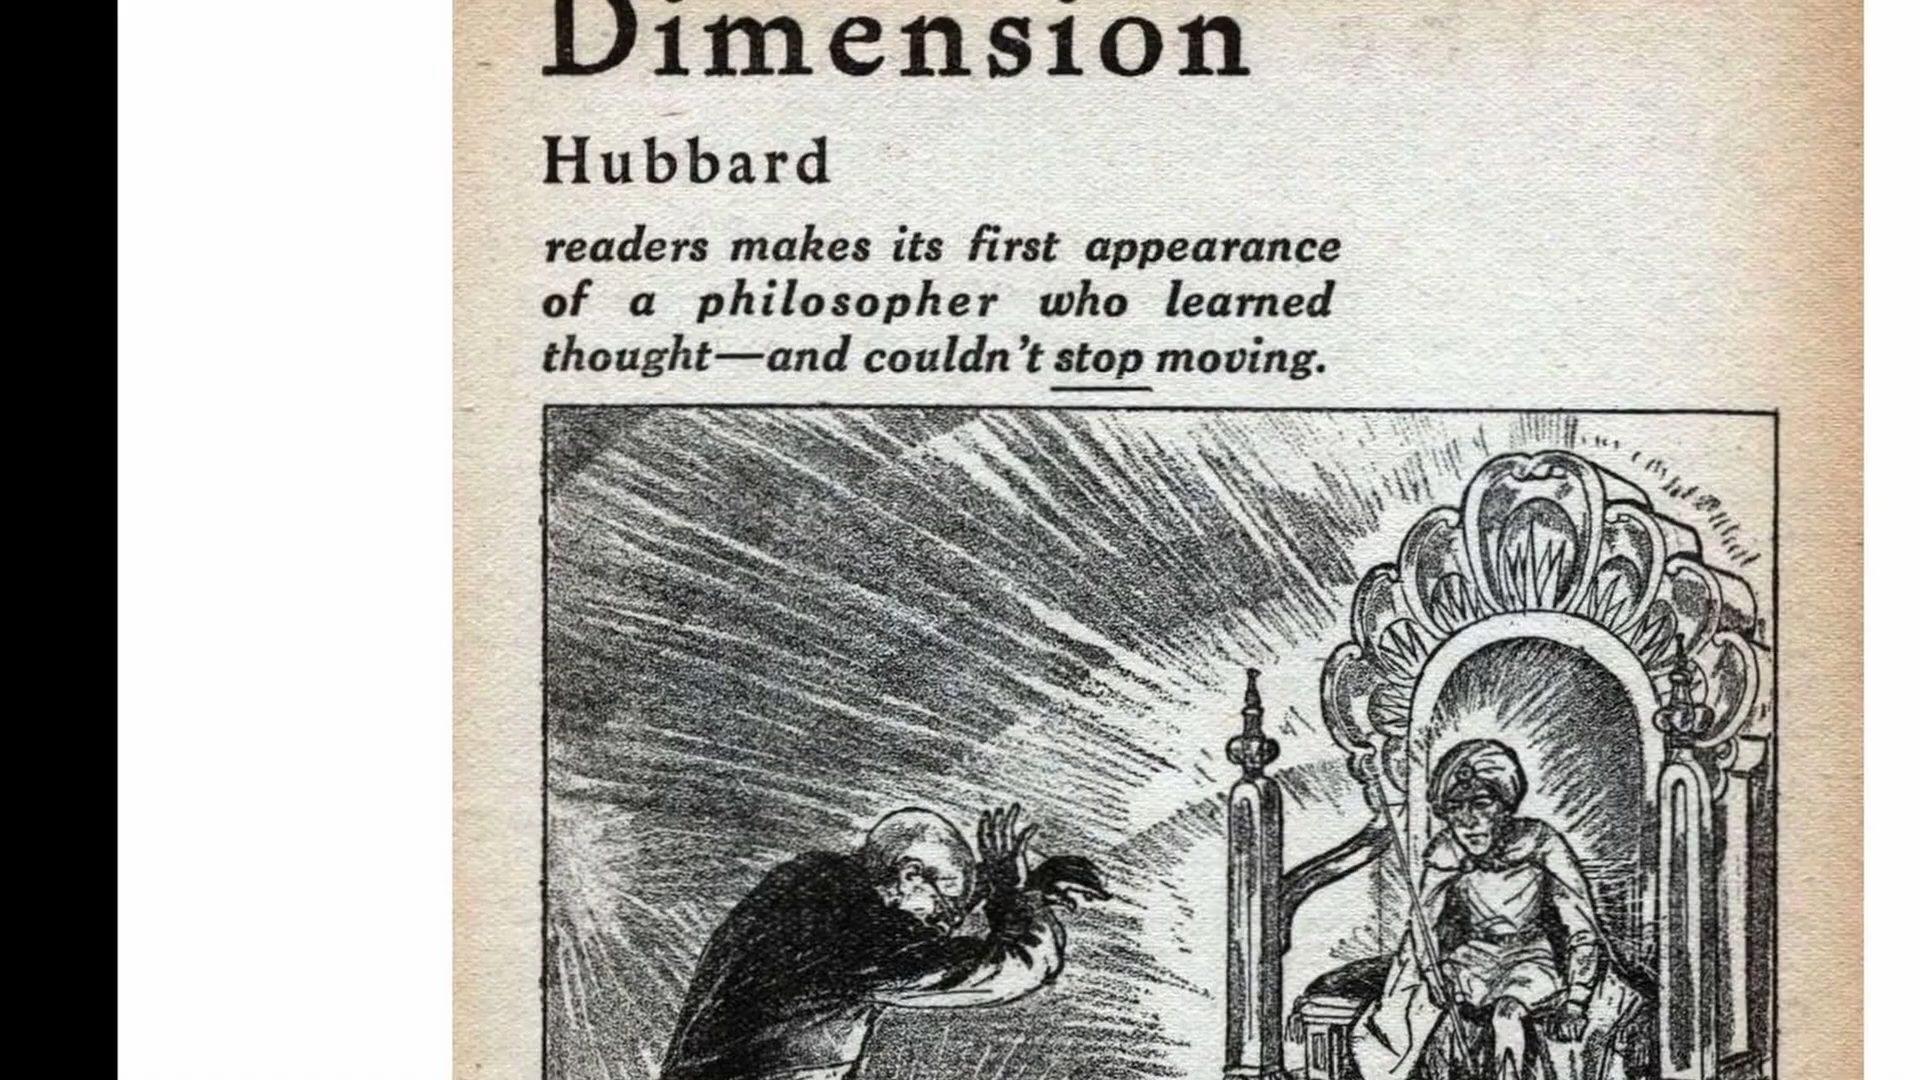 Dimension
Hubbard
readers makes its first appearance
of a philosopher who learned
thought—and couldn't stop moving.